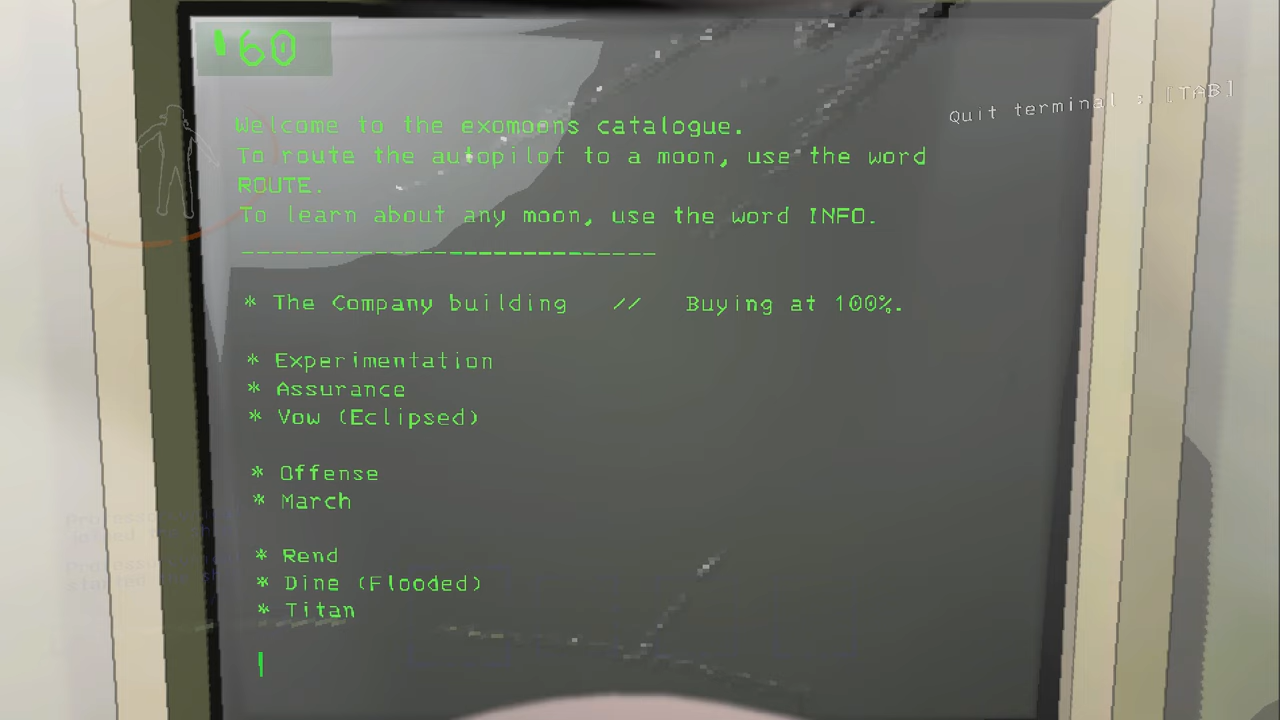 60
Welcome to the exomoons catalogue.
Quit terminal : [TAB]
To route the autopilot to a moon, use the word
ROUTE.
To learn about any moon, use the word INFO.
----------------------------
* The Company building // Buying at 100%.
* Experimentation
* Assurance
* Vow (Eclipsed)
* Offense
* March
* Rend
* Dine (Flooded)
* Titan